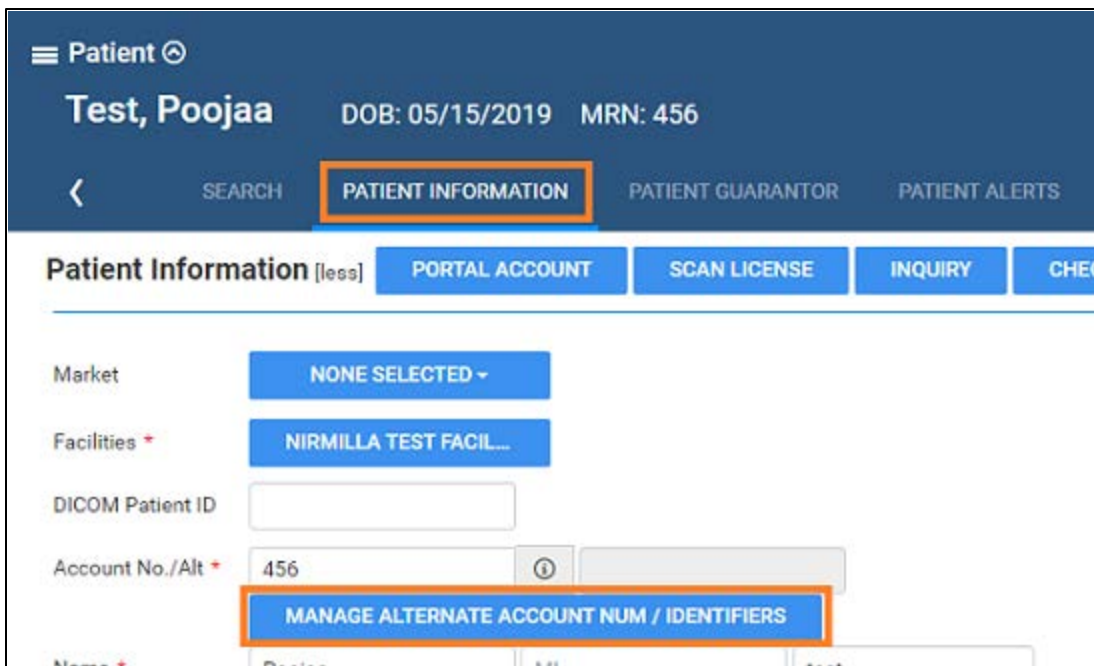 Patient
Test, Poojaa DOB: 05/15/2019 MRN: 456
SEARCH PATIENT INFORMATION PATIENT GUARANTOR PATIENT ALERTS
Patient Information [less] PORTAL ACCOUNT SCAN LICENSE INQUIRY
Market NONE SELECTED
Facilities * NIRMILLA TEST FACIL...
DICOM Patient ID
Account No./Alt * 456
MANAGE ALTERNATE ACCOUNT NUM / IDENTIFIERS